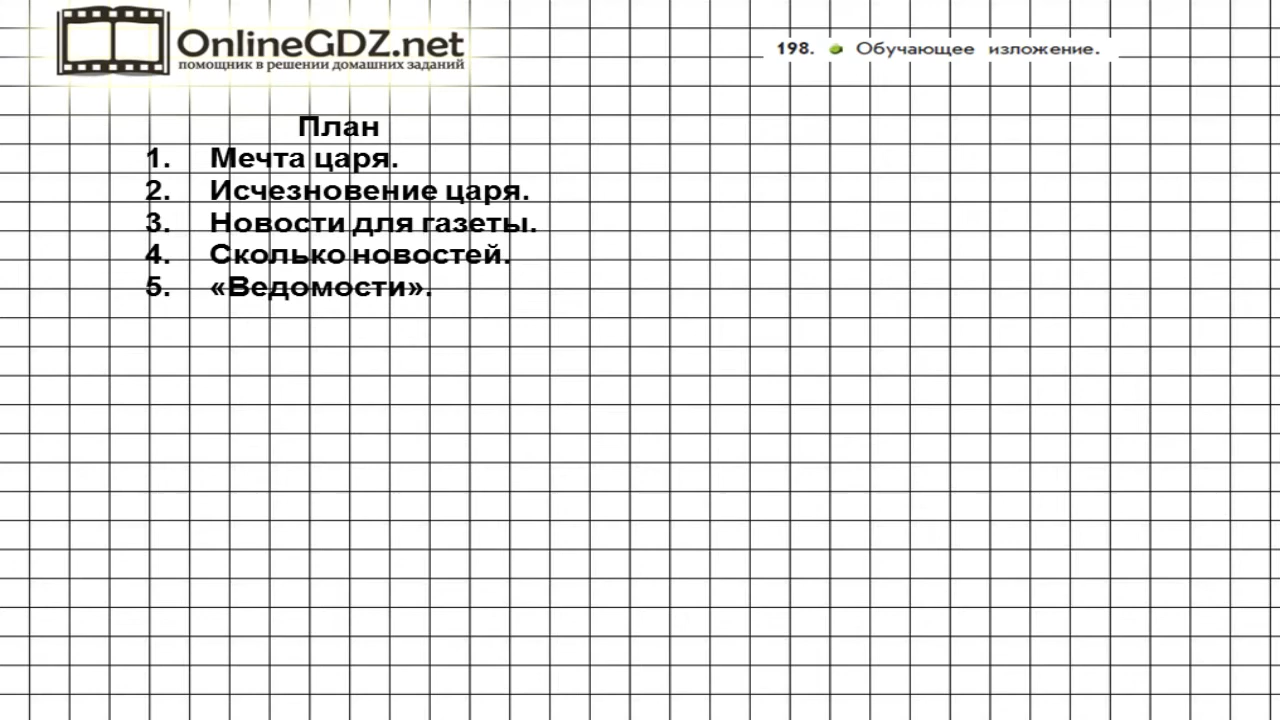 OnlineGDZ.net
помощник в решении домашних заданий
198. Обучающее изложение.
План
1. Мечта царя.
2. Исчезновение царя.
3. Новости для газеты.
4. Сколько новостей.
5. «Ведомости».